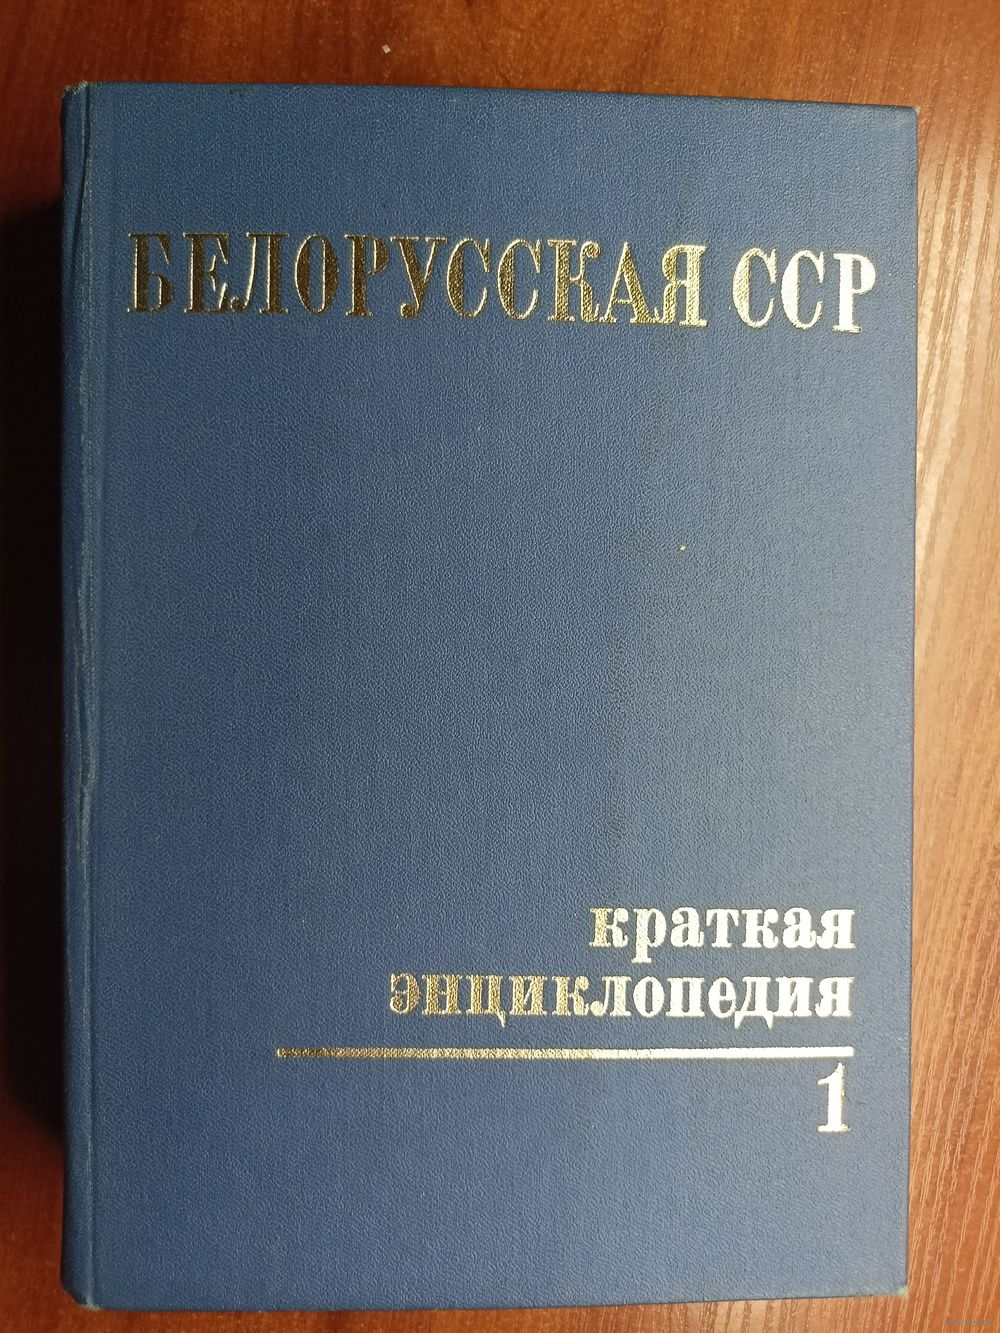 БЕЛОРУССКАЯ ССР
краткая
энциклопедия
1